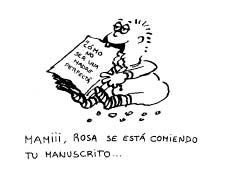 CÓMO
NO
SER UNA
MADRE
PERFECTA
MAMIII, ROSA SE ESTÁ COMIENDO
TU MANUSCRITO...